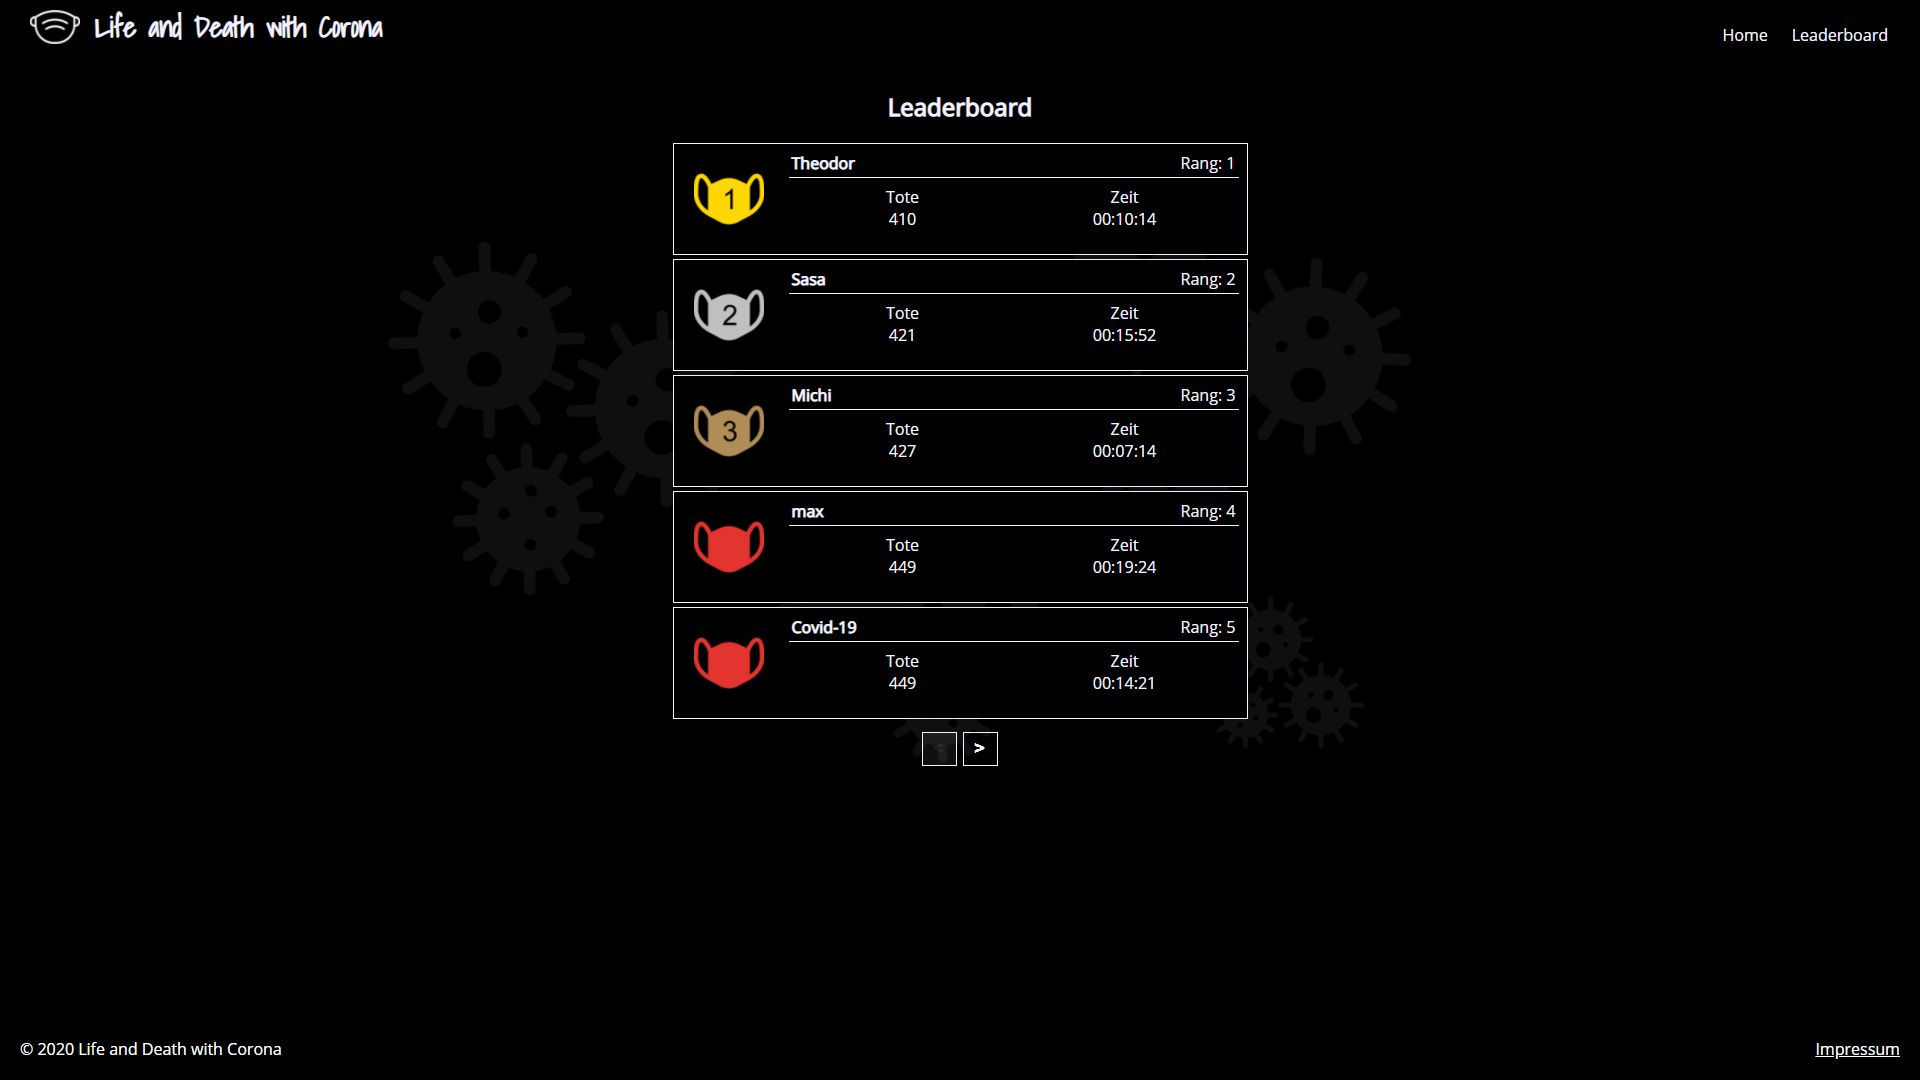 Life and Death with Corona
Home Leaderboard
Leaderboard
1
Theodor Rang: 1
Tote Zeit
410 00:10:14
2
Sasa Rang: 2
Tote Zeit
421 00:15:52
3
Michi Rang: 3
Tote Zeit
427 00:07:14
max Rang: 4
Tote Zeit
449 00:19:24
Covid-19 Rang: 5
Tote Zeit
449 00:14:21
< >
© 2020 Life and Death with Corona Impressum